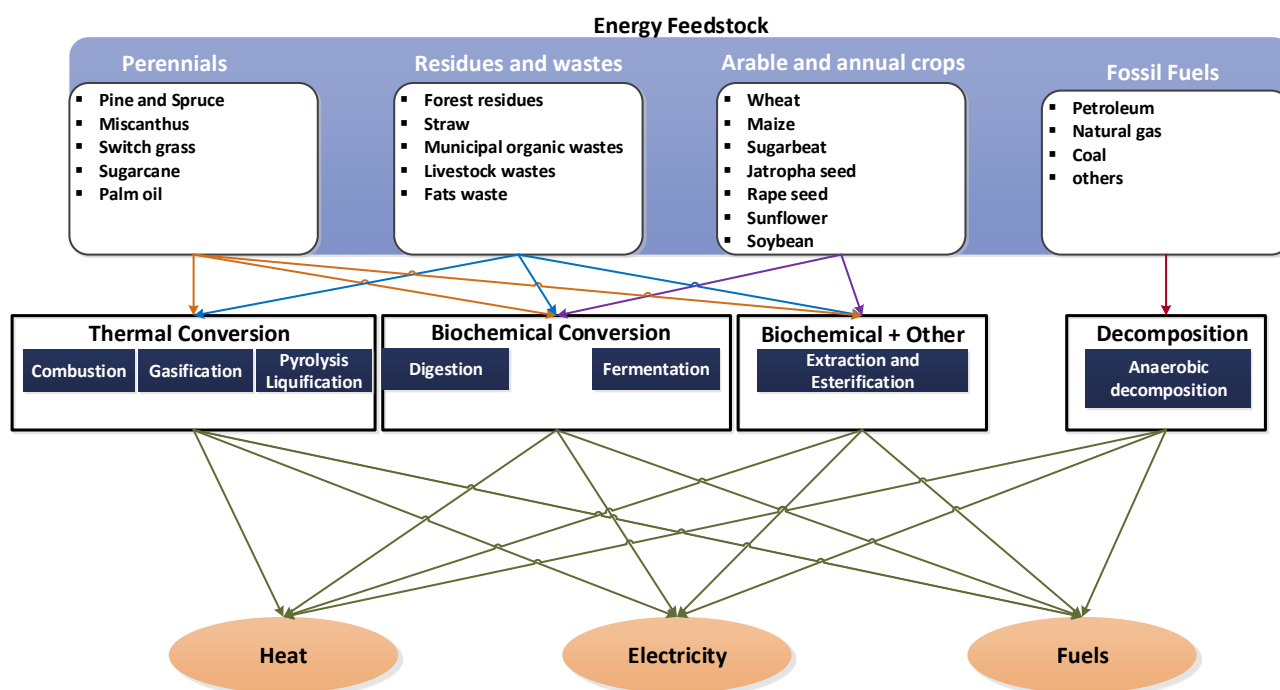 Energy Feedstock
Perennials
Pine and Spruce
Miscanthus
Switch grass
Sugarcane
Palm oil
Residues and wastes
Forest residues
Straw
Municipal organic wastes
Livestock wastes
Fats waste
Arable and annual crops
Wheat
Maize
Sugarbeat
Jatropha seed
Rape seed
Sunflower
Soybean
Fossil Fuels
Petroleum
Natural gas
Coal
others
Thermal Conversion
Combustion
Gasification
Pyrolysis
Liquification
Biochemical Conversion
Digestion
Fermentation
Biochemical + Other
Extraction and
Esterification
Decomposition
Anaerobic
decomposition
Heat
Electricity
Fuels